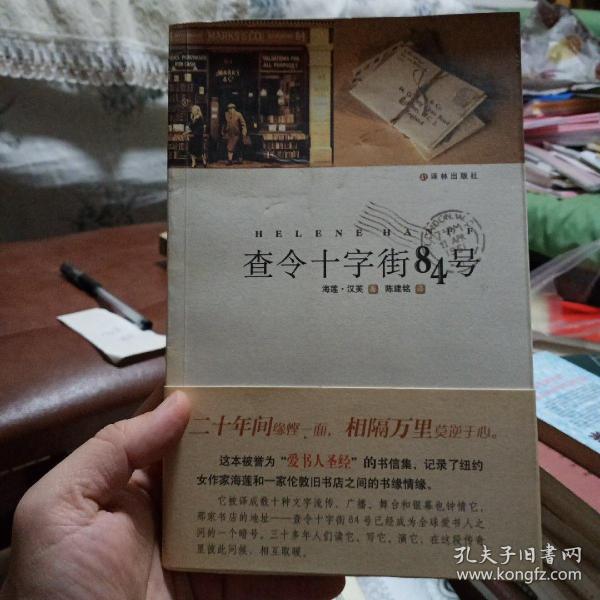 MARKS & CO.
84
MARKS
& Cº
ALL PURPOSES
译林出版社
HELENE HA FF
查令十字街84号
海莲·汉芙 著 陈建铭 译
二十年间缘悭一面，相隔万里莫逆于心。
这本被誉为“爱书人圣经”的书信集，记录了纽约
女作家海莲和一家伦敦旧书店之间的书缘情缘。
它被译成数十种文字流传，广播、舞台和银幕也钟情它，
那家书店的地址——查令十字街84号已经成为全球爱书人之
间的一个暗号。三十多年人们读它、写它、演它，在这段传奇
里彼此问候，相互取暖。
孔夫子旧书网
www.kongfz.com